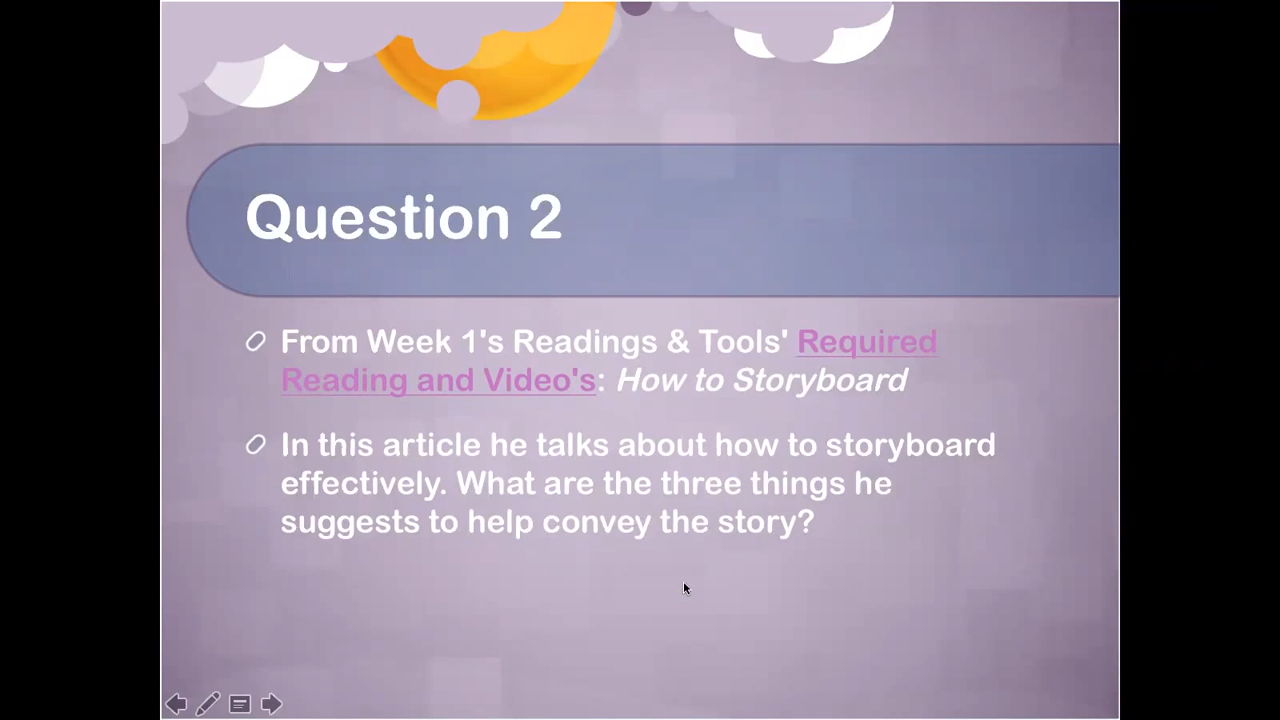 Question 2
From Week 1's Readings & Tools' Required
Reading and Video's: How to Storyboard
In this article he talks about how to storyboard
effectively. What are the three things he
suggests to help convey the story?